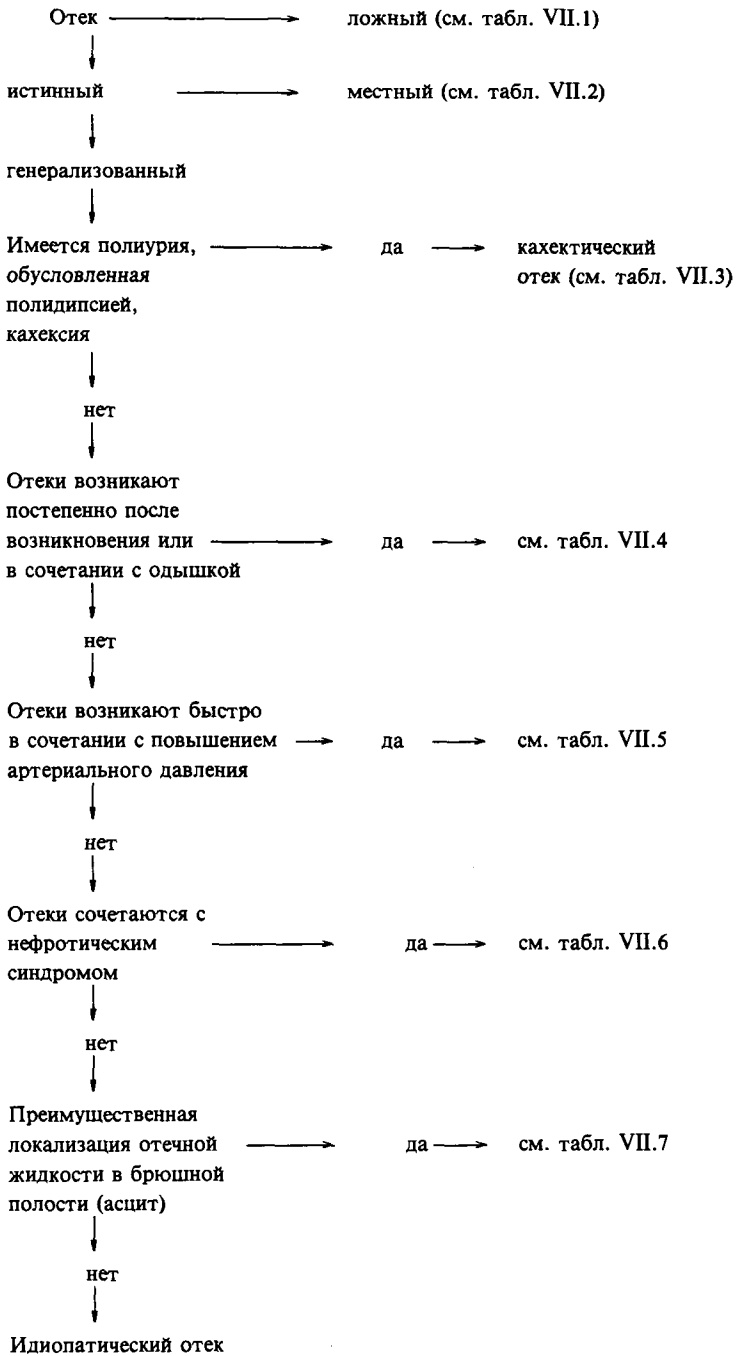 Отек ложный (см. табл. VII.1)
истинный местный (см. табл. VII.2)
генерализованный
Имеется полиурия, да кахектический
обусловленная отек (см. табл. VII.3)
полидипсией,
кахексия
нет
Отеки возникают
постепенно после
возникновения или да см. табл. VII.4
в сочетании с одышкой
нет
Отеки возникают быстро
в сочетании с повышением да см. табл. VII.5
артериального давления
нет
Отеки сочетаются с
нефротическим да см. табл. VII.6
синдромом
нет
Преимущественная
локализация отечной да см. табл. VII.7
жидкости в брюшной
полости (асцит)
нет
Идиопатический отек